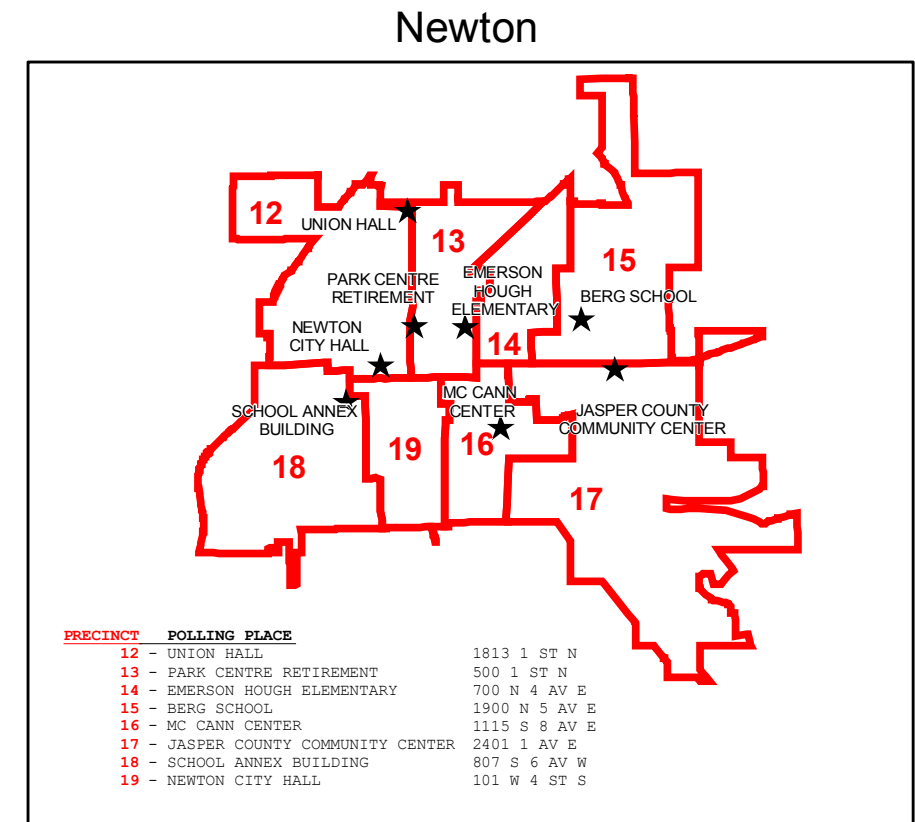 Newton
12
UNION HALL
13
PARK CENTRE
RETIREMENT
EMERSON
HOUGH
ELEMENTARY
15
BERG SCHOOL
NEWTON
CITY HALL
14
SCHOOL ANNEX
BUILDING
MC CANN
CENTER
JASPER COUNTY
COMMUNITY CENTER
18
19
16
17
PRECINCT POLLING PLACE
12 - UNION HALL 1813 1 ST N
13 - PARK CENTRE RETIREMENT 500 1 ST N
14 - EMERSON HOUGH ELEMENTARY 700 N 4 AV E
15 - BERG SCHOOL 1900 N 5 AV E
16 - MC CANN CENTER 1115 S 8 AV E
17 - JASPER COUNTY COMMUNITY CENTER 2401 1 AV E
18 - SCHOOL ANNEX BUILDING 807 S 6 AV W
19 - NEWTON CITY HALL 101 W 4 ST S